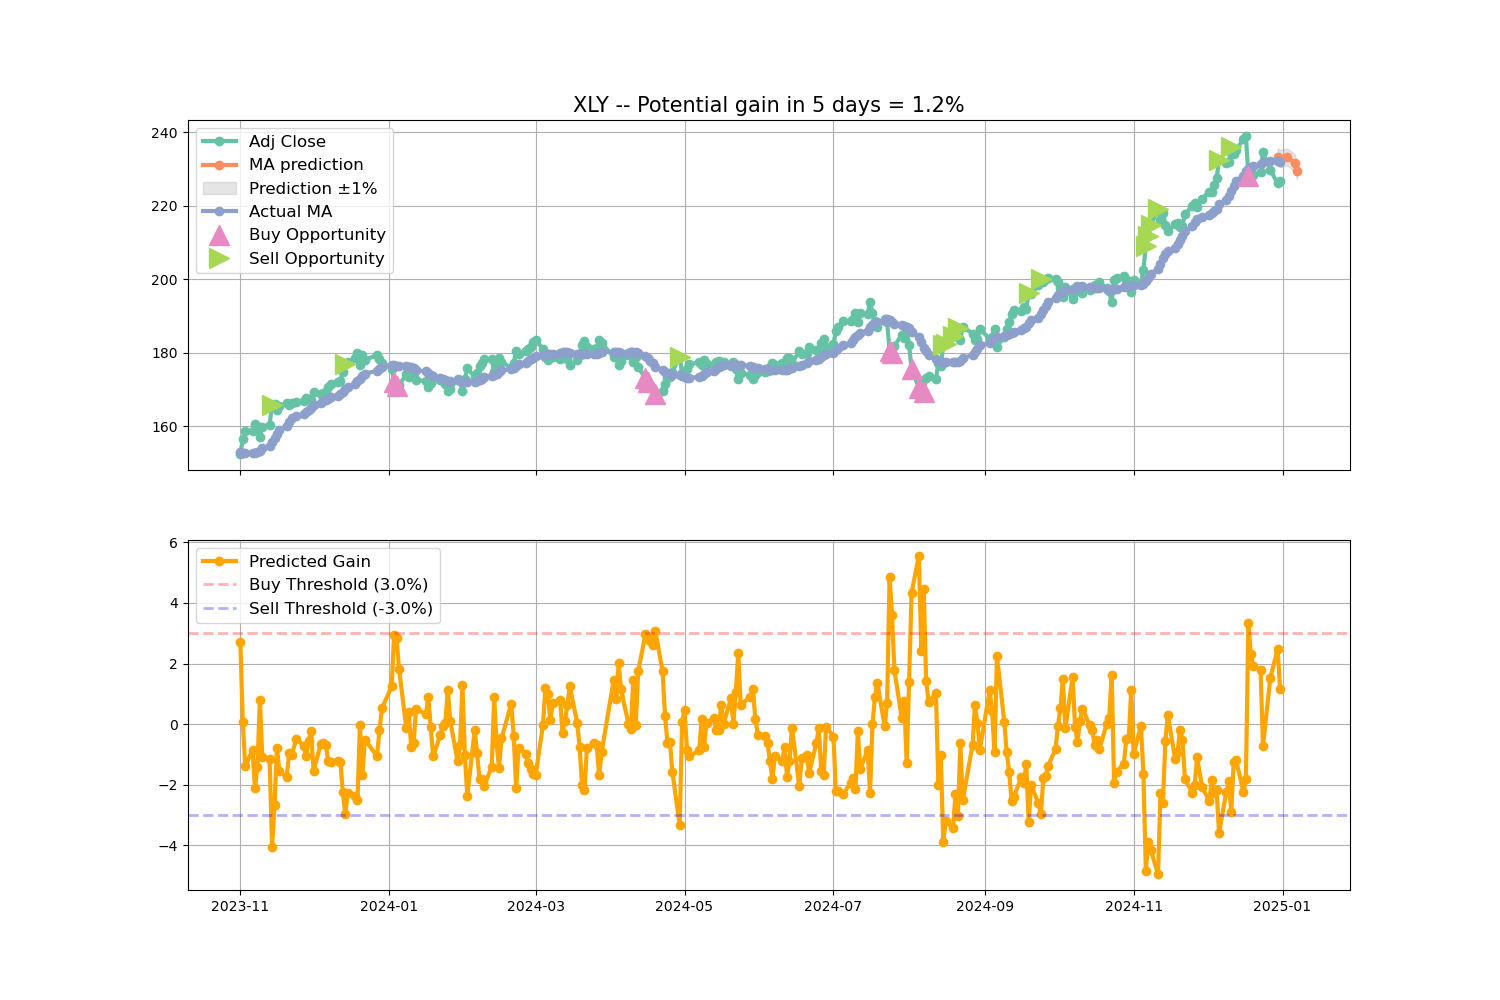 XLY -- Potential gain in 5 days = 1.2%
240
220
200
180
160
Adj Close
MA prediction
Prediction ±1%
Actual MA
Buy Opportunity
Sell Opportunity
6
4
2
0
−2
−4
Predicted Gain
Buy Threshold (3.0%)
Sell Threshold (-3.0%)
2023-11
2024-01
2024-03
2024-05
2024-07
2024-09
2024-11
2025-01